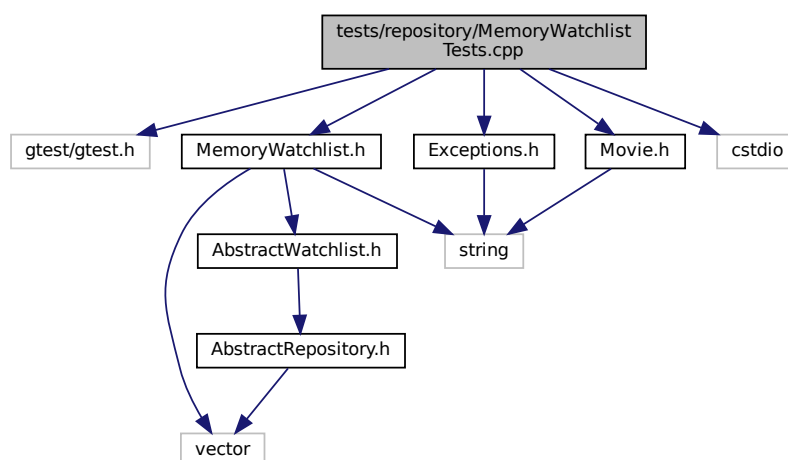 tests/repository/MemoryWatchlist
Tests.cpp
gtest/gtest.h
MemoryWatchlist.h
Exceptions.h
Movie.h
cstdio
AbstractWatchlist.h
string
AbstractRepository.h
vector